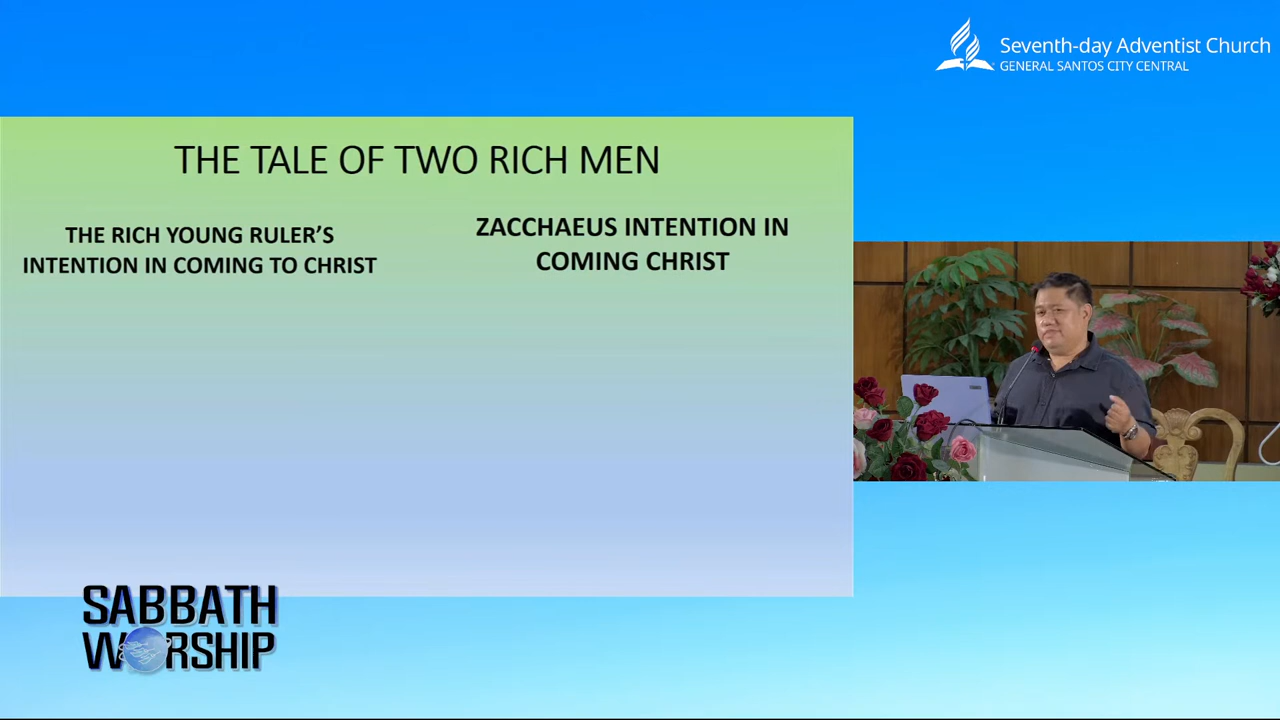 Seventh-day Adventist Church
GENERAL SANTOS CITY CENTRAL
THE TALE OF TWO RICH MEN
THE RICH YOUNG RULER’S
INTENTION IN COMING TO CHRIST
ZACCHAEUS INTENTION IN
COMING CHRIST
SABBATH
WORSHIP